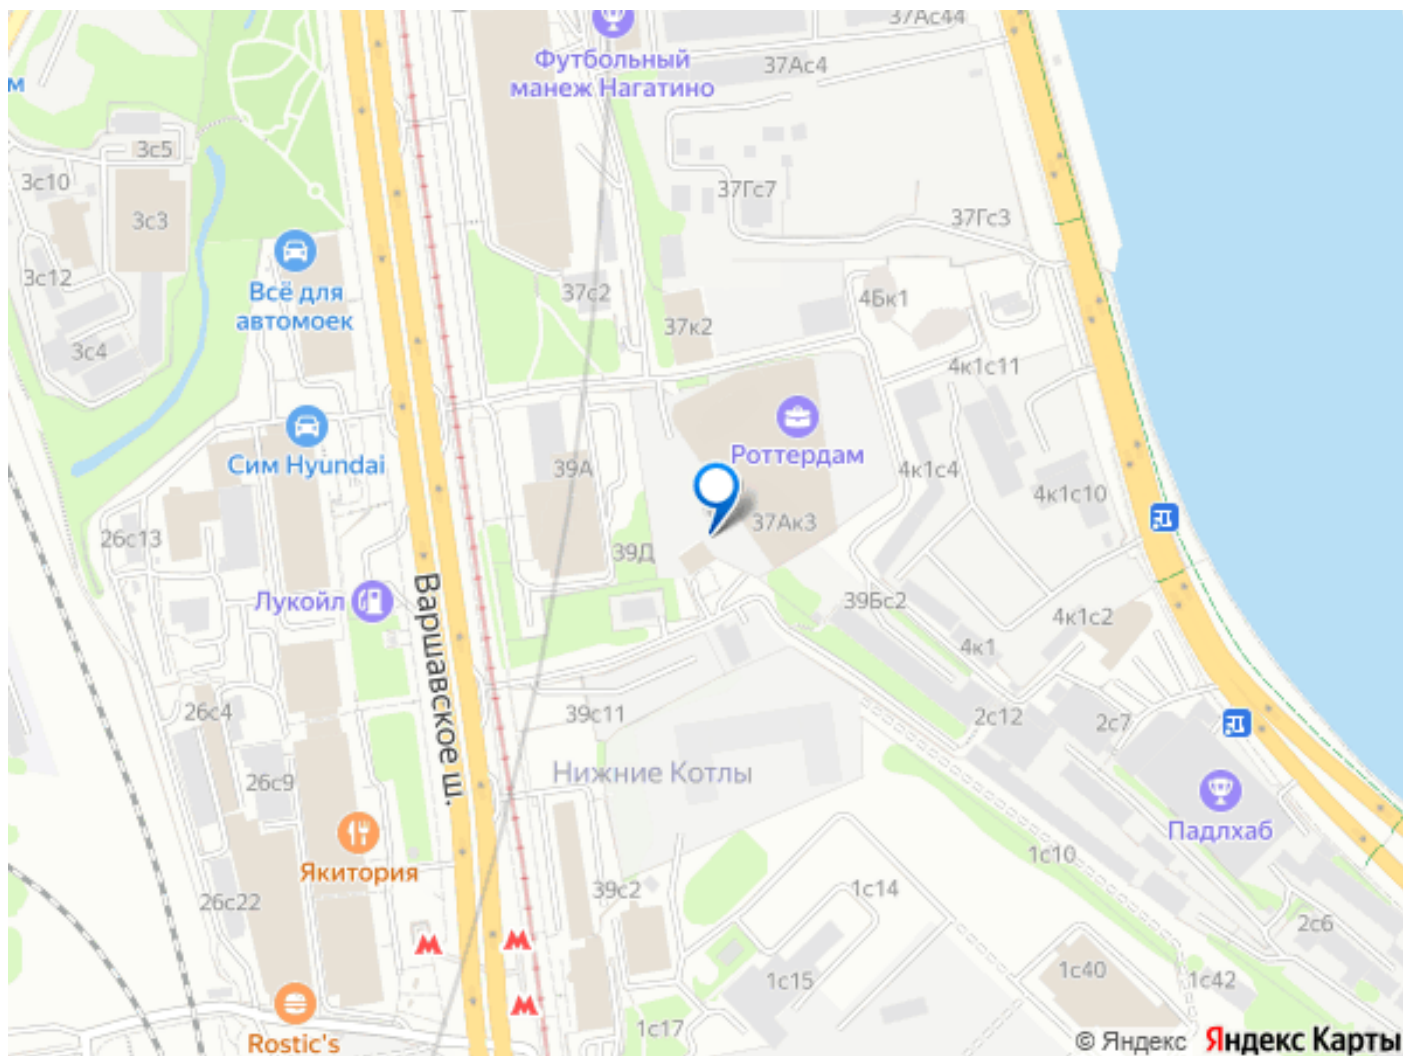 37Ас44
Футбольный
манеж Нагатино
37Ас4
м
3с5
3с10
37Гс7
3с3
37Гс3
3с12
Всё для
автомоек
37с2
4Бк1
37к2
3с4
4к1с11
Роттердам
Сим Hyundai
39А
4к1с4
4к1с10
37Ак3
26с13
39Д
Лукойл
39Бс2
4к1с2
4к1
Варшавское ш.
26с4
39с11
2с12
2с7
Нижние Котлы
26с9
Падлхаб
Якитория
1с10
39с2
1с14
26с22
2с6
1с15
1с40
1с42
1с17
Rostic's
© Яндекс Яндекс Карты